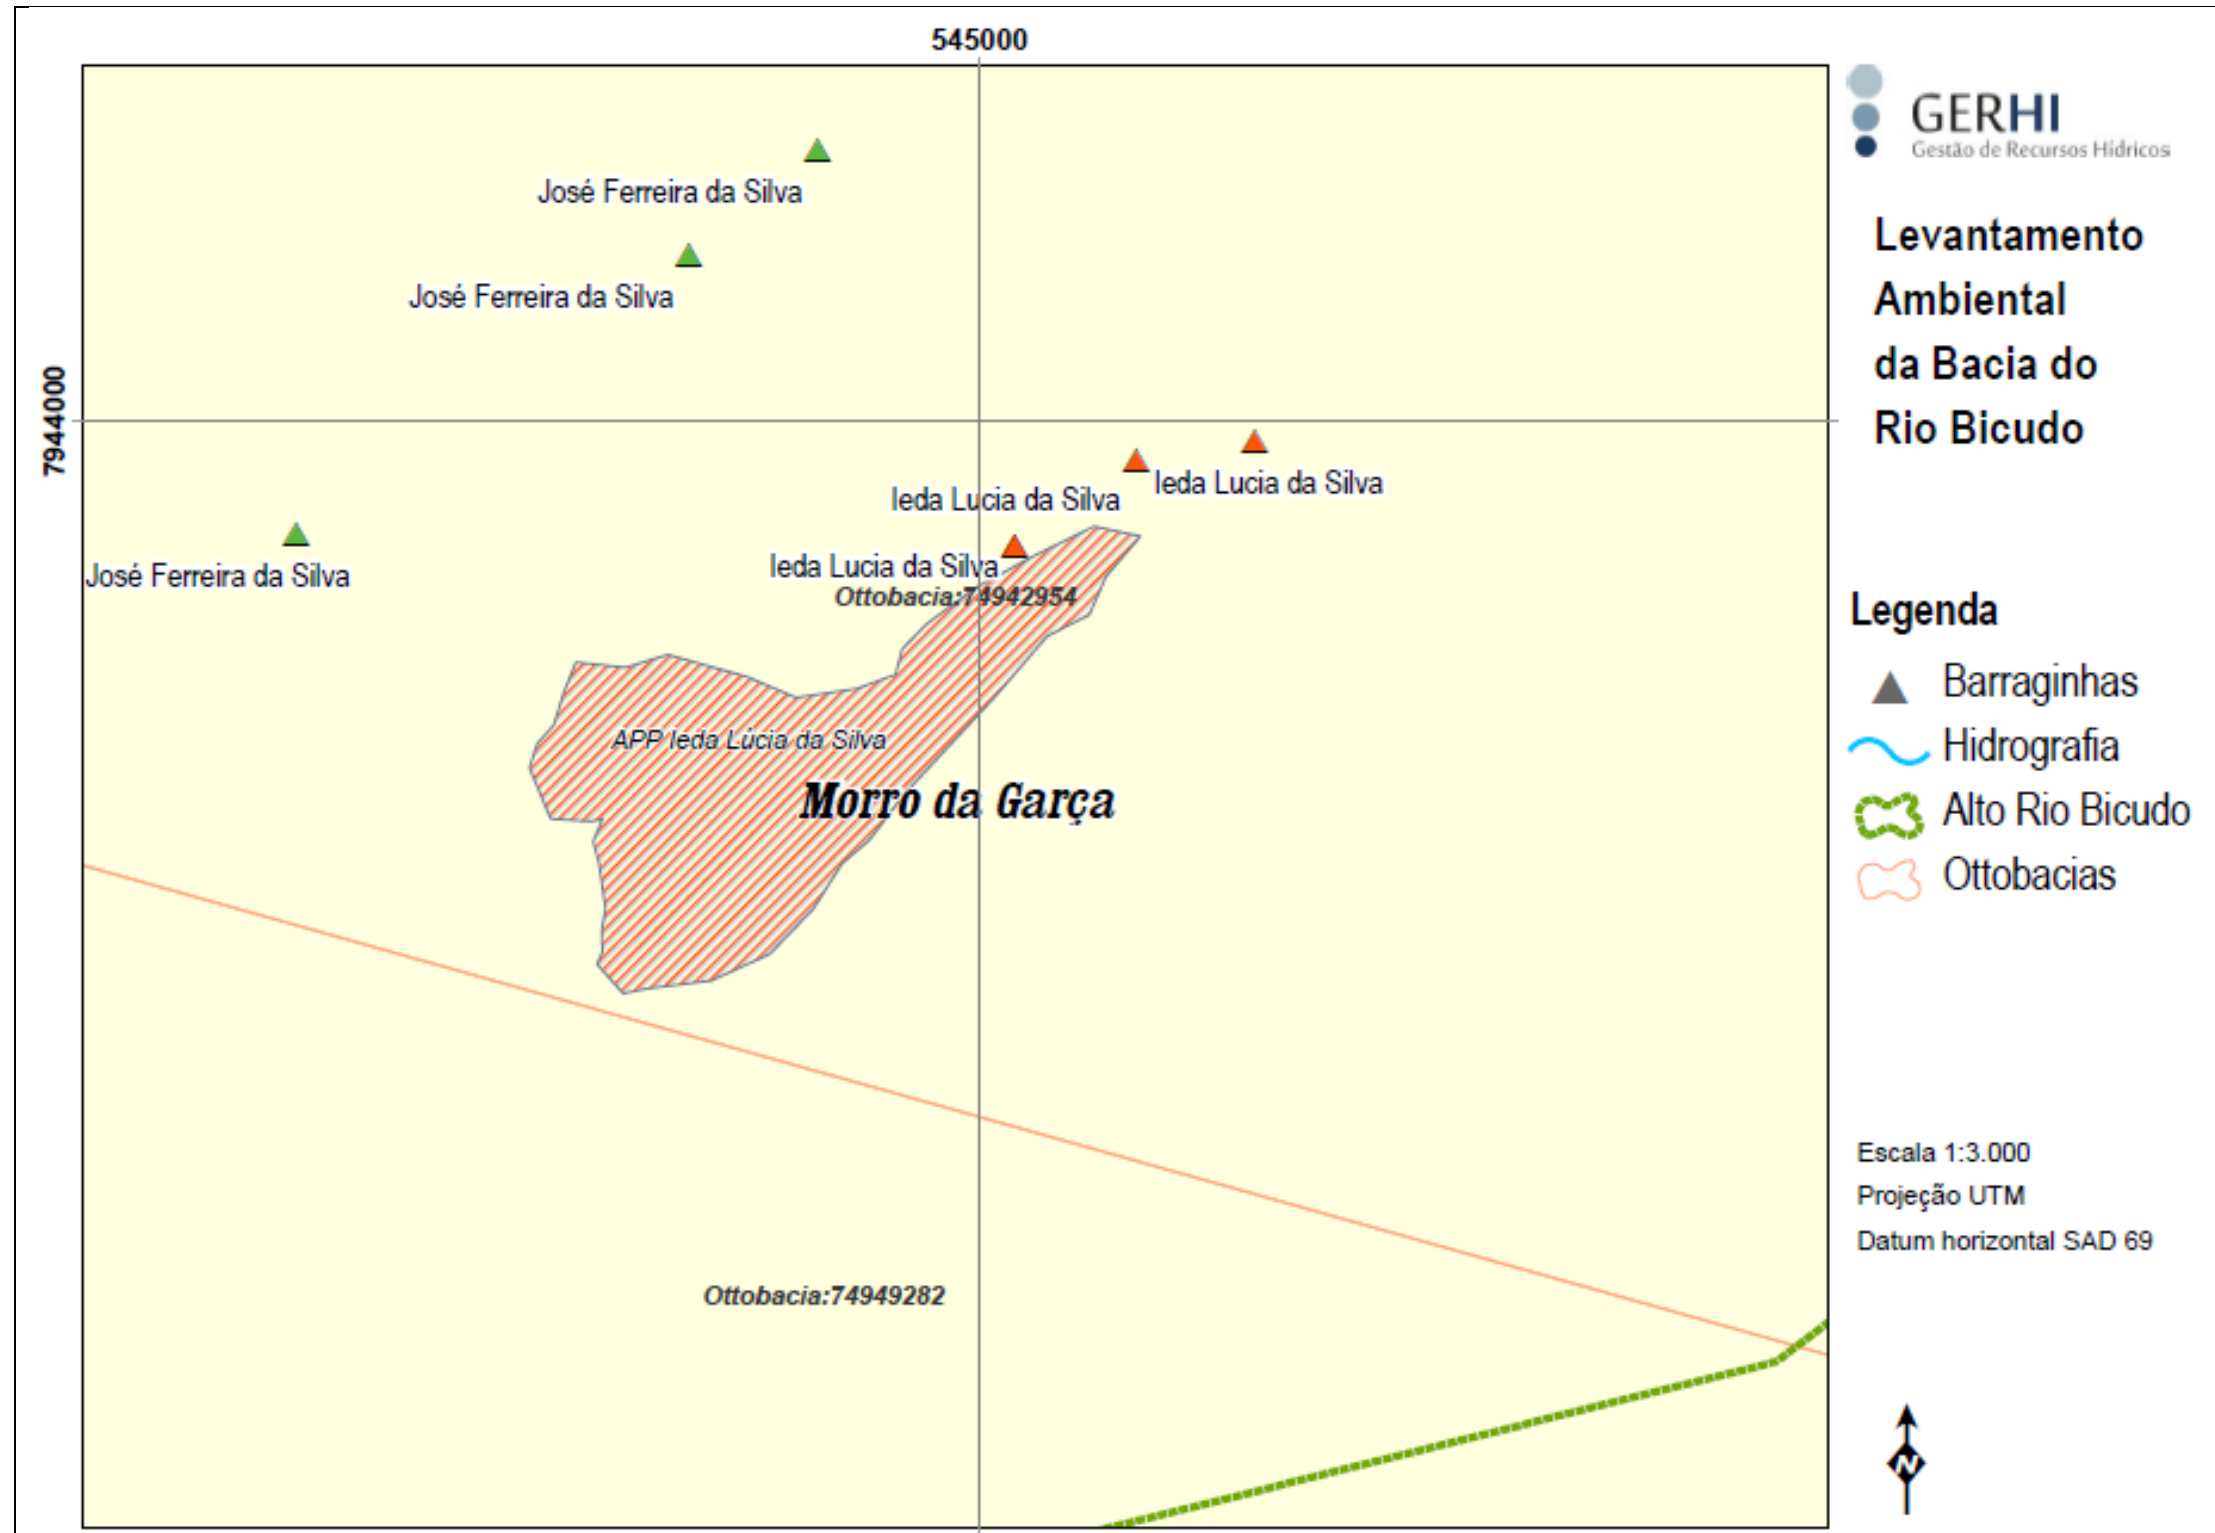 545000
7944000
José Ferreira da Silva
José Ferreira da Silva
Ieda Lucia da Silva
Ieda Lucia da Silva
Ieda Lucia da Silva
José Ferreira da Silva
Ottobacia:74942954
APP Ieda Lúcia da Silva
Morro da Garça
Ottobacia:74949282
GERHI
Gestão de Recursos Hídricos
Levantamento
Ambiental
da Bacia do
Rio Bicudo
Legenda
Barraginhas
Hidrografia
Alto Rio Bicudo
Ottobacias
Escala 1:3.000
Projeção UTM
Datum horizontal SAD 69
N